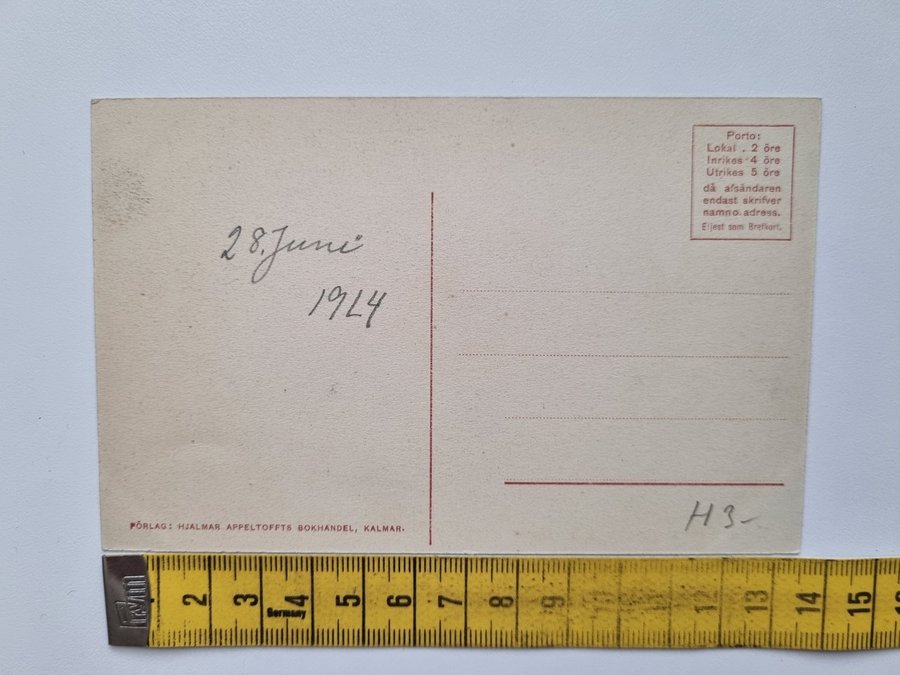 Porto:
Lokal . 2 öre
Inrikes 4 öre
Utrikes 5 öre
då afsändaren
endast skrifver
namn o. adress.
Eljest som Brefkort.
28. Juni
1914
H 3-
FÖRLAG: HJALMAR APPELTOFFTS BOKHANDEL, KALMAR.
2 3 4 5 6 7 8 9 10 11 12 13 14 15
Germany